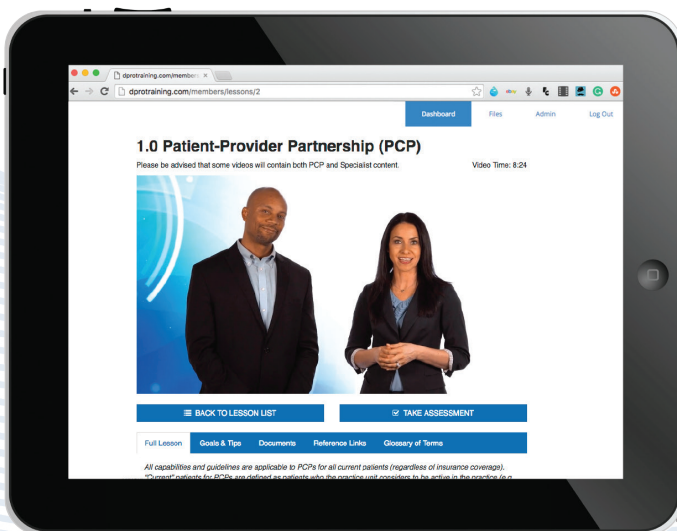 dprotraining.com/members
dprotraining.com/members/lessons/2
Dashboard Files Admin Log Out
1.0 Patient-Provider Partnership (PCP)
Please be advised that some videos will contain both PCP and Specialist content. Video Time: 8:24
BACK TO LESSON LIST TAKE ASSESSMENT
Full Lesson Goals & Tips Documents Reference Links Glossary of Terms
All capabilities and guidelines are applicable to PCPs for all current patients (regardless of insurance coverage).
"Current" patients for PCPs are defined as patients who the practice unit considers to be active in the practice (e.g.